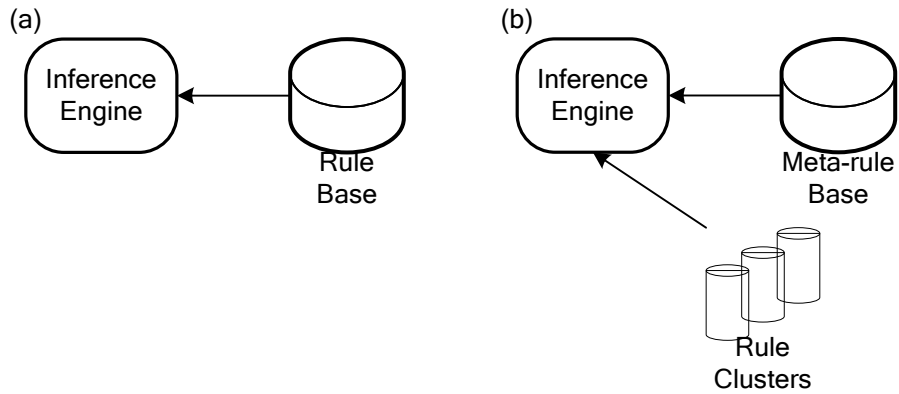 (a)
Inference
Engine
Rule
Base
(b)
Inference
Engine
Meta-rule
Base
Rule
Clusters